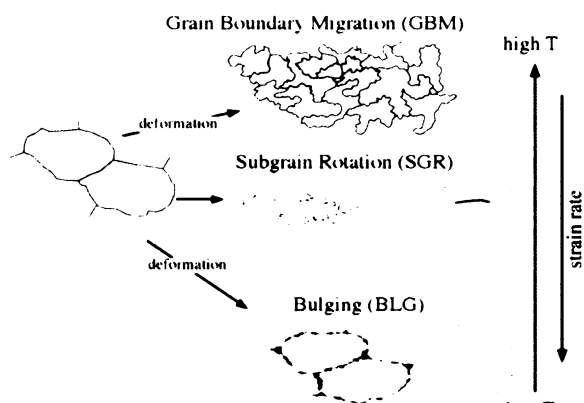 Grain Boundary Migration (GBM)
high T
deformation
Subgrain Rotation (SGR)
strain rate
deformation
Bulging (BLG)